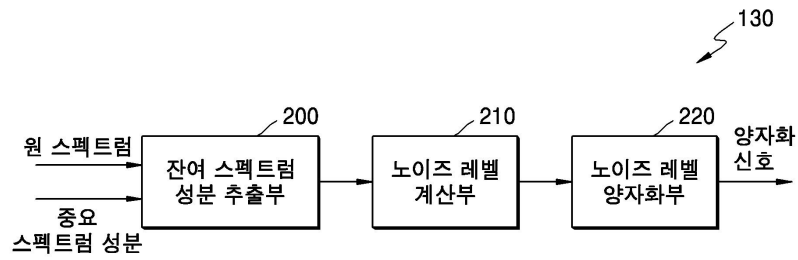 130
200
210
220
원 스펙트럼
중요
스펙트럼 성분
잔여 스펙트럼
성분 추출부
노이즈 레벨
계산부
노이즈 레벨
양자화부
양자화
신호